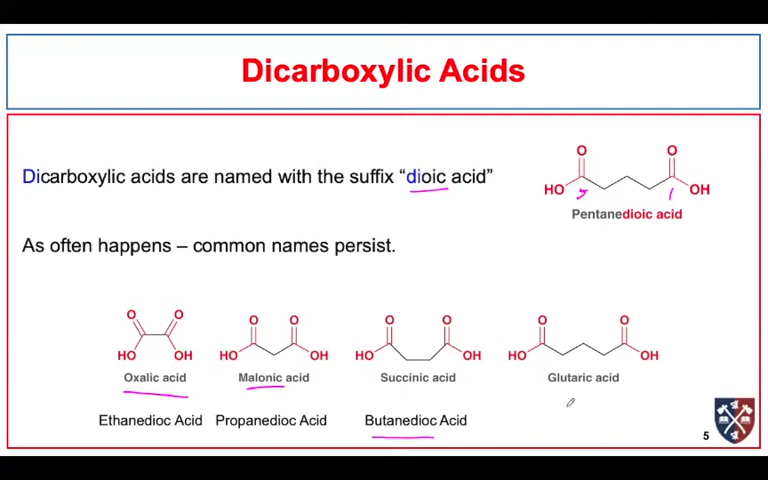 Dicarboxylic Acids
Dicarboxylic acids are named with the suffix “dioic acid”
O O
HO OH
5 1
Pentanedioic acid
As often happens – common names persist.
O O O O O O O O
HO OH HO OH HO OH HO OH
Oxalic acid Malonic acid Succinic acid Glutaric acid
Ethanedioc Acid Propanedioc Acid Butanedioc Acid
5